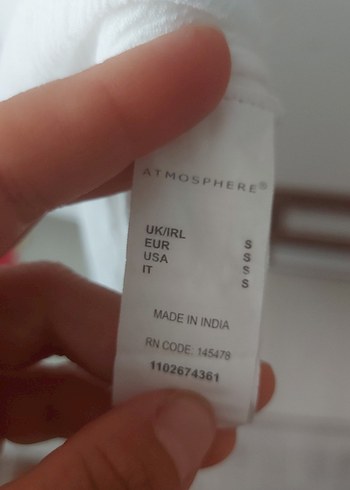 ATMOSPHERE®
UK/IRL S
EUR S
USA S
IT S
MADE IN INDIA
RN CODE: 145478
1102674361